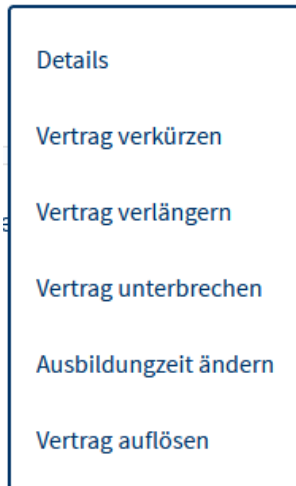 Details
Vertrag verkürzen
Vertrag verlängern
Vertrag unterbrechen
Ausbildungzeit ändern
Vertrag auflösen